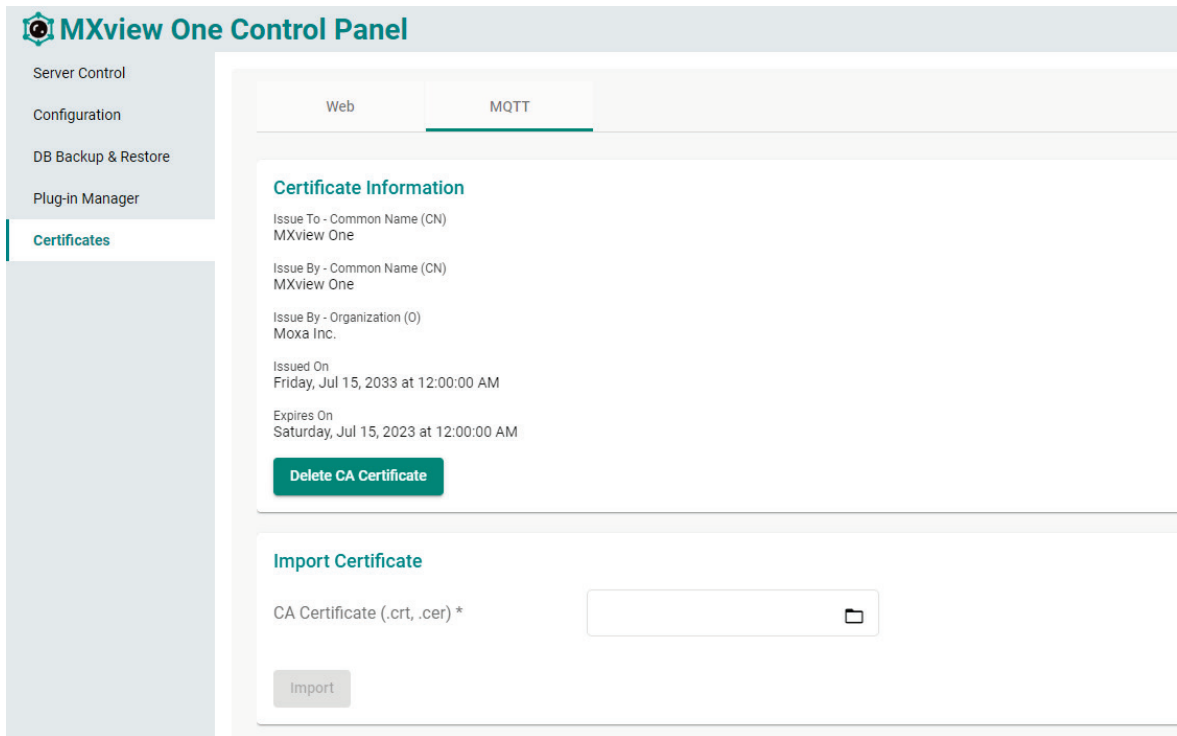 MXview One Control Panel
Server Control
Configuration
DB Backup & Restore
Plug-in Manager
Certificates
Web
MQTT
Certificate Information
Issue To - Common Name (CN)
MXview One
Issue By - Common Name (CN)
MXview One
Issue By - Organization (O)
Moxa Inc.
Issued On
Friday, Jul 15, 2033 at 12:00:00 AM
Expires On
Saturday, Jul 15, 2023 at 12:00:00 AM
Delete CA Certificate
Import Certificate
CA Certificate (.crt, .cer) *
Import